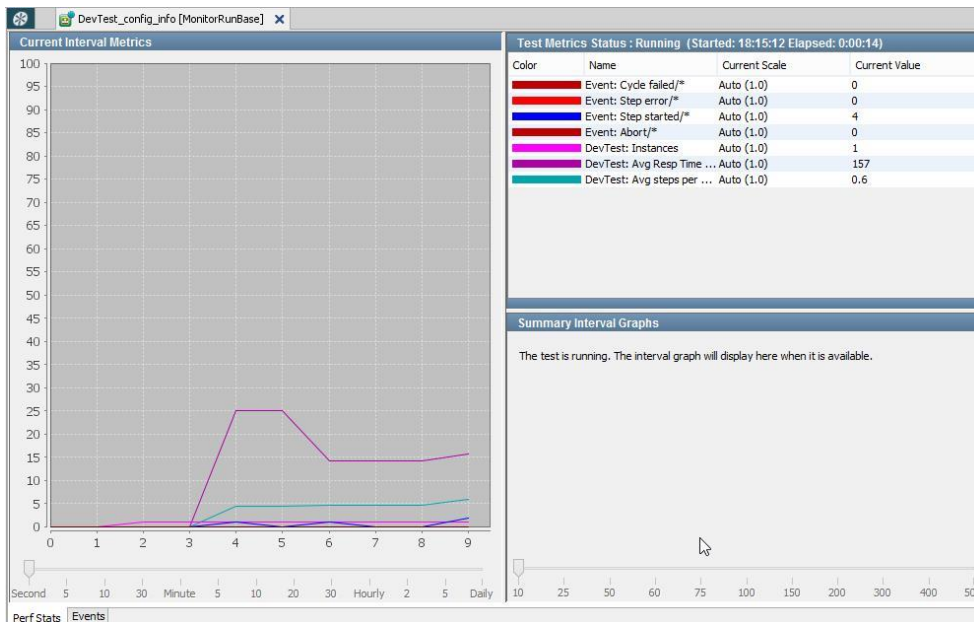 DevTest_config_info [MonitorRunBase]
Current Interval Metrics
100
95
90
85
80
75
70
65
60
55
50
45
40
35
30
25
20
15
10
5
0
0 1 2 3 4 5 6 7 8 9
Second 5 10 30 Minute 5 10 20 30 Hourly 2 5 Daily
Perf Stats Events
Test Metrics Status : Running (Started: 18:15:12 Elapsed: 0:00:14)
Color Name Current Scale Current Value
Event: Cycle failed/* Auto (1.0) 0
Event: Step error/* Auto (1.0) 0
Event: Step started/* Auto (1.0) 4
Event: Abort/* Auto (1.0) 0
DevTest: Instances Auto (1.0) 1
DevTest: Avg Resp Time ... Auto (1.0) 157
DevTest: Avg steps per ... Auto (1.0) 0.6
Summary Interval Graphs
The test is running. The interval graph will display here when it is available.
10 25 50 60 75 100 150 200 300 400 50